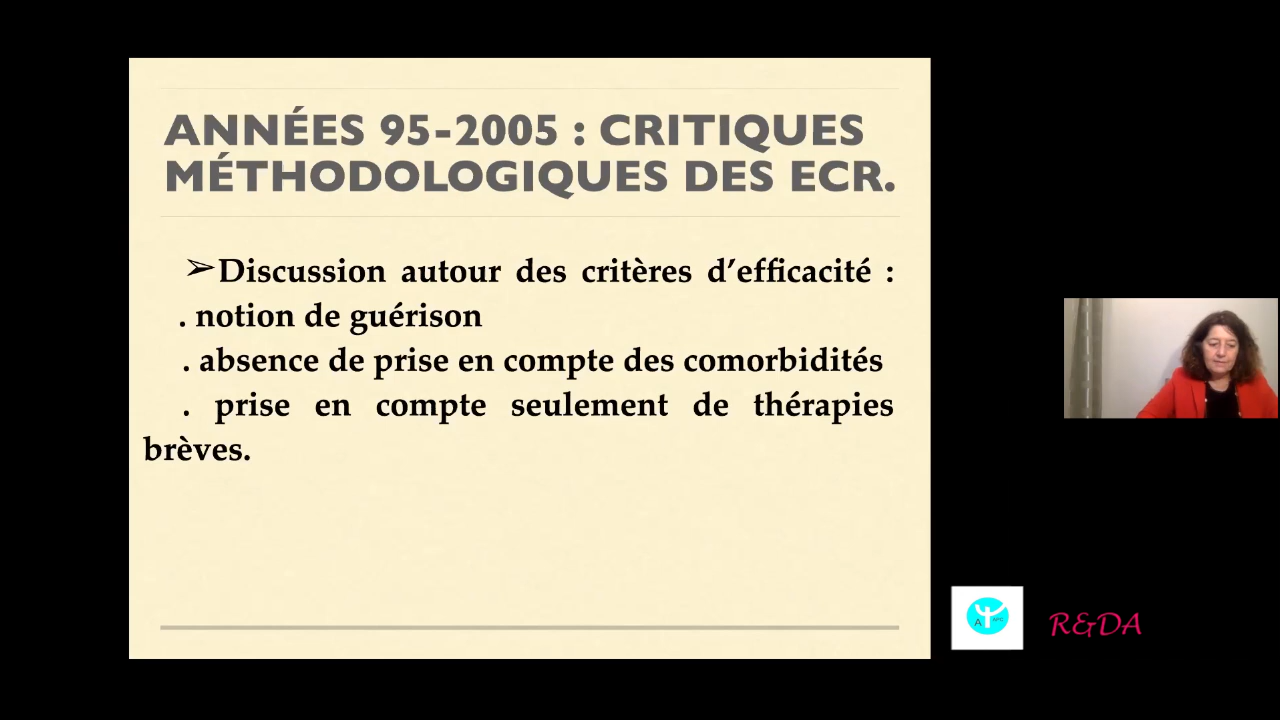 ANNÉES 95-2005 : CRITIQUES
MÉTHODOLOGIQUES DES ECR.
➢Discussion autour des critères d’efficacité :
. notion de guérison
. absence de prise en compte des comorbidités
. prise en compte seulement de thérapies
brèves.
R&DA